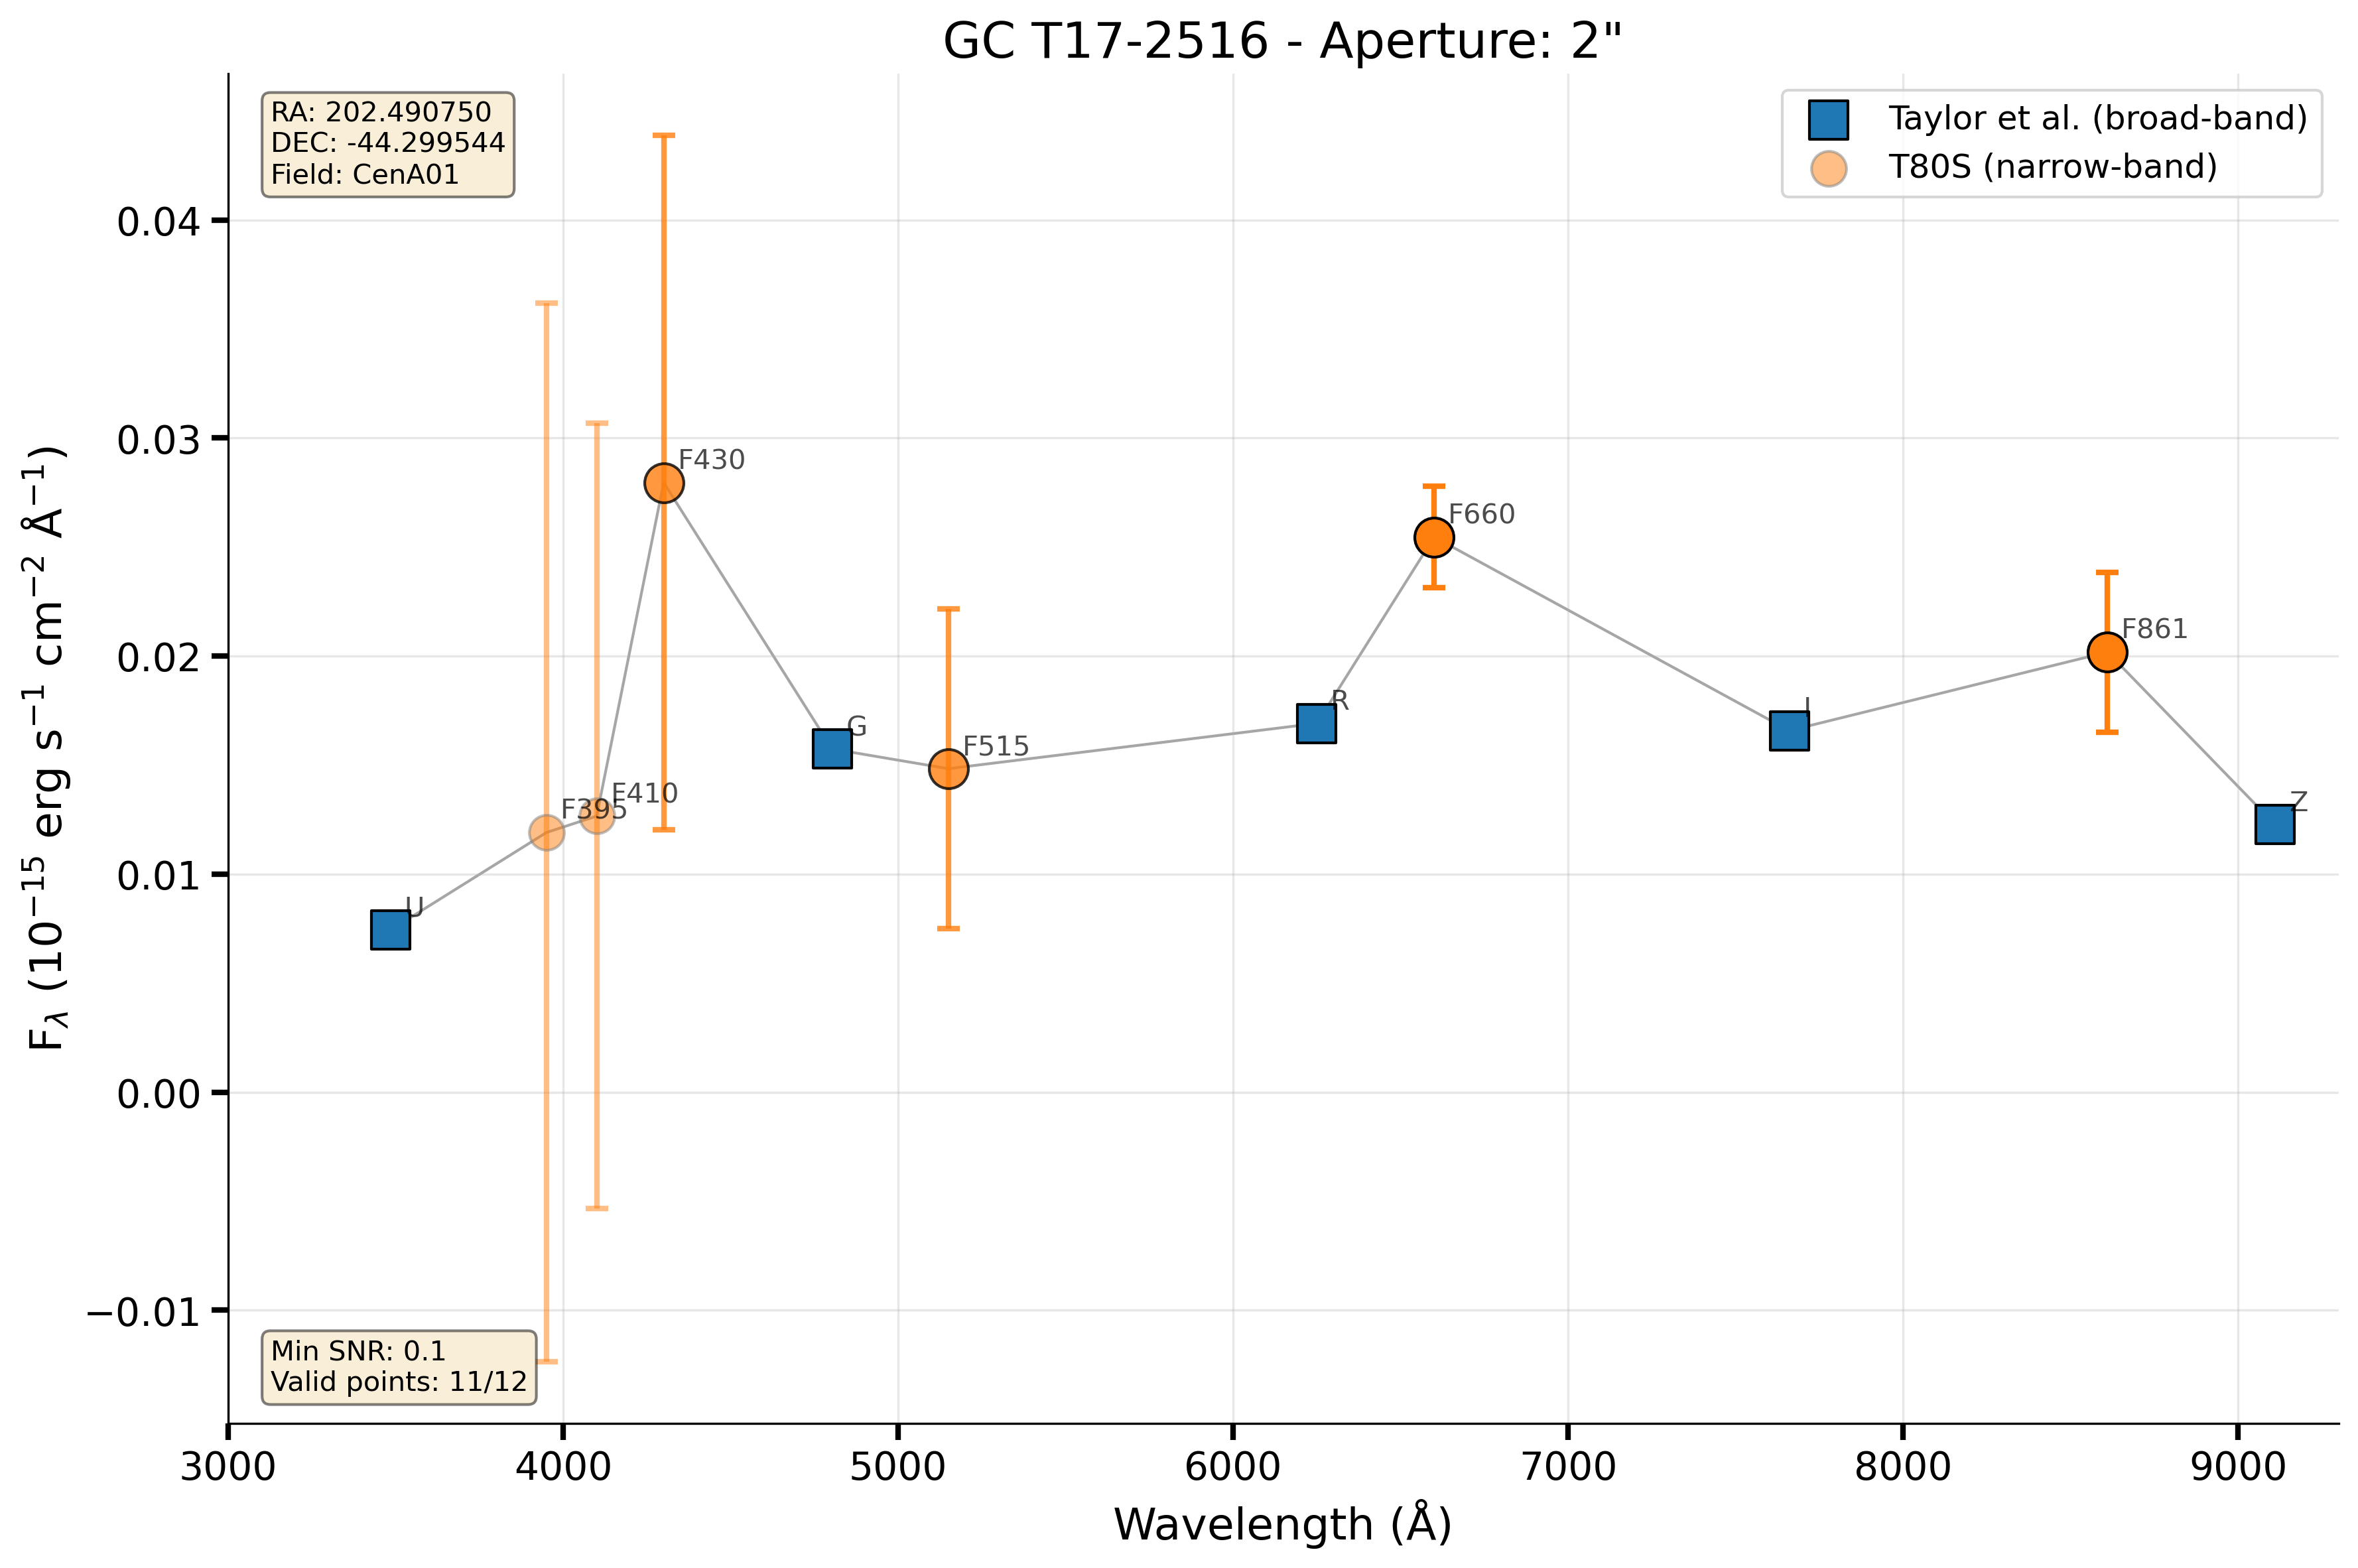 GC T17-2516 - Aperture: 2"
RA: 202.490750
DEC: -44.299544
Field: CenA01
Taylor et al. (broad-band)
T80S (narrow-band)
0.04
0.03
0.02
0.01
0.00
−0.01
F_λ (10⁻¹⁵ erg s⁻¹ cm⁻² Å⁻¹)
U
F395
F410
F430
G
F515
R
F660
I
F861
Z
Min SNR: 0.1
Valid points: 11/12
3000
4000
5000
6000
7000
8000
9000
Wavelength (Å)